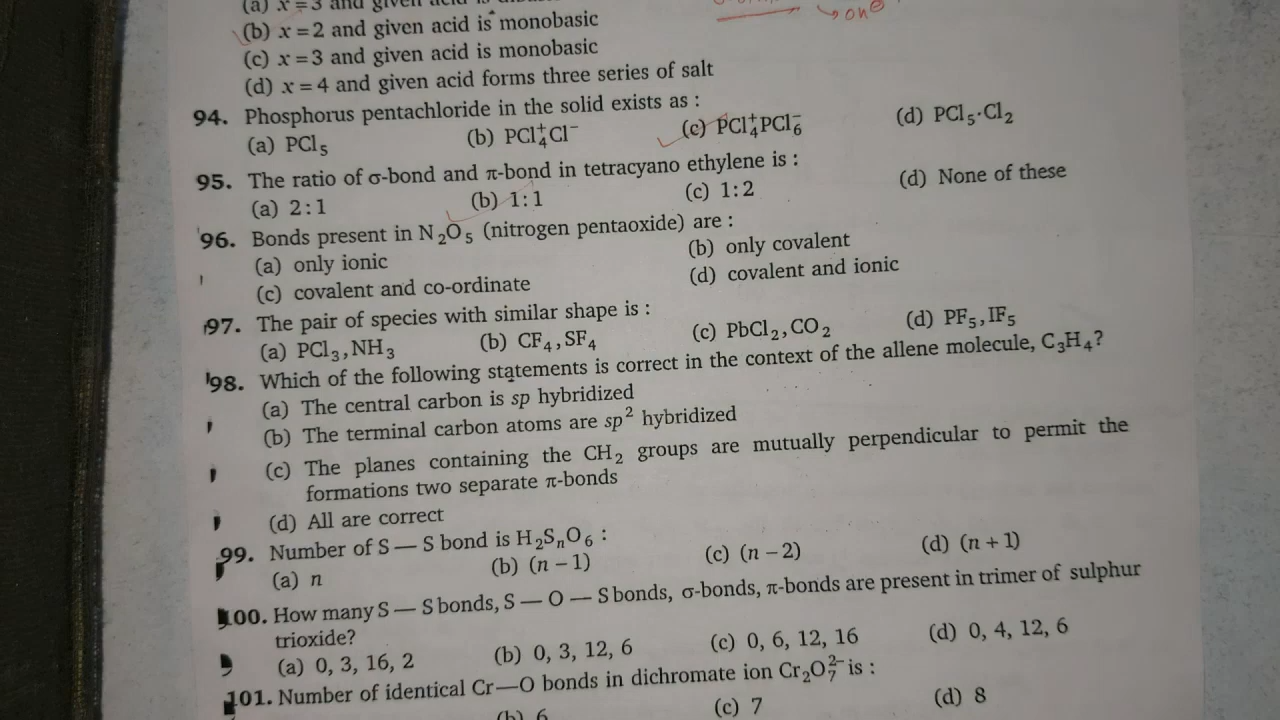 (a) x = 3 and given acid is
(b) x = 2 and given acid is monobasic
one
(c) x = 3 and given acid is monobasic
(d) x = 4 and given acid forms three series of salt
94. Phosphorus pentachloride in the solid exists as :
(a) PCl₅ (b) PCl₄⁺Cl⁻ (c) PCl₄⁺PCl₆⁻ (d) PCl₅·Cl₂
95. The ratio of σ-bond and π-bond in tetracyano ethylene is :
(a) 2 : 1 (b) 1 : 1 (c) 1 : 2 (d) None of these
96. Bonds present in N₂O₅ (nitrogen pentaoxide) are :
(a) only ionic (b) only covalent
(c) covalent and co-ordinate (d) covalent and ionic
97. The pair of species with similar shape is :
(a) PCl₃, NH₃ (b) CF₄, SF₄ (c) PbCl₂, CO₂ (d) PF₅, IF₅
98. Which of the following statements is correct in the context of the allene molecule, C₃H₄?
(a) The central carbon is sp hybridized
(b) The terminal carbon atoms are sp² hybridized
(c) The planes containing the CH₂ groups are mutually perpendicular to permit the
formations two separate π-bonds
(d) All are correct
99. Number of S — S bond is H₂SₙO₆ :
(a) n (b) (n − 1) (c) (n − 2) (d) (n + 1)
100. How many S — S bonds, S — O — S bonds, σ-bonds, π-bonds are present in trimer of sulphur
trioxide?
(a) 0, 3, 16, 2 (b) 0, 3, 12, 6 (c) 0, 6, 12, 16 (d) 0, 4, 12, 6
101. Number of identical Cr—O bonds in dichromate ion Cr₂O₇²⁻ is :
(b) 6 (c) 7 (d) 8